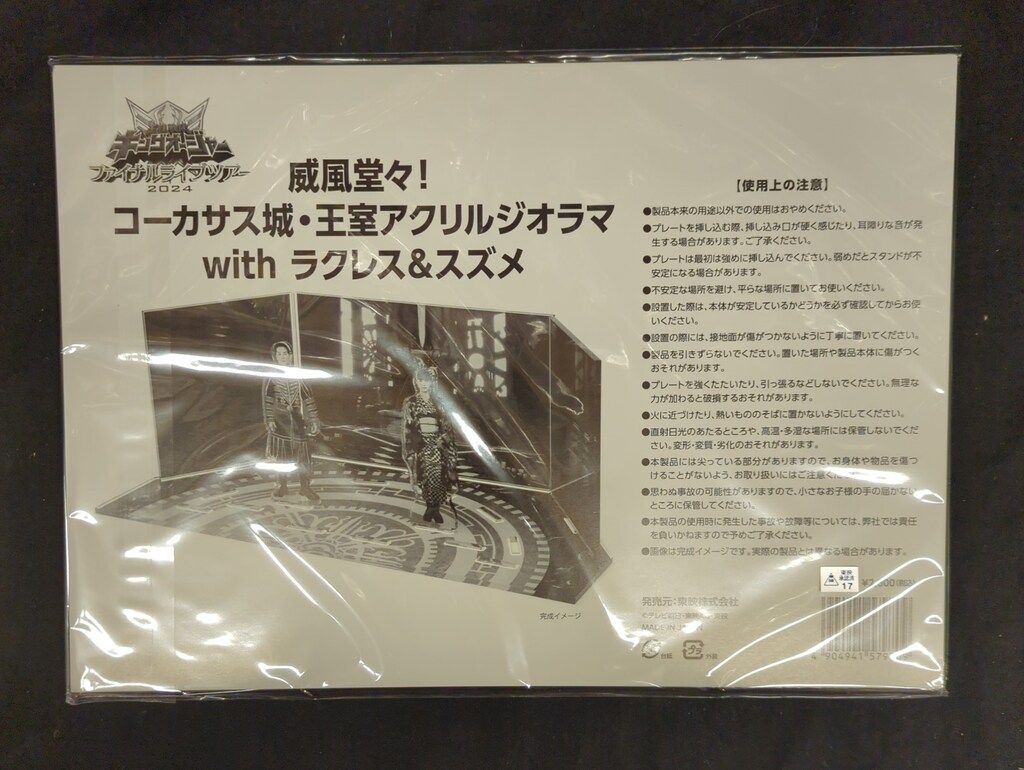 キングオージャー
ファイナルライブツアー
2024
威風堂々!
コーカサス城・王室アクリルジオラマ
with ラクレス&スズメ
【使用上の注意】
●製品本来の用途以外での使用はおやめください。
●プレートを挿し込む際、挿し込み口が硬く感じたり、耳障りな音が発
生する場合があります。ご了承ください。
●プレートは最初は強めに挿し込んでください。弱めだとスタンドが不
安定になる場合があります。
●不安定な場所を避け、平らな場所に置いてお使いください。
●設置した際は、本体が安定しているかどうかを必ず確認してからお使
いください。
●設置の際には、接地面が傷がつかないように丁寧に置いてください。
●製品を引きずらないでください。置いた場所や製品本体に傷がつく
おそれがあります。
●プレートを強くたたいたり、引っ張るなどしないでください。無理な
力が加わると破損するおそれがあります。
●火に近づけたり、熱いもののそばに置かないようにしてください。
●直射日光のあたるところや、高温・多湿な場所には保管しないでくだ
さい。変形・変質・劣化のおそれがあります。
●本製品には尖っている部分がありますので、お身体や物品を傷つ
けることがないよう、お取り扱いにはご注意く
●思わぬ事故の可能性がありますので、小さなお子様の手の届かない
ところに保管してください。
●本製品の使用時に発生した事故や故障等については、弊社では責任
を負いかねますので予めご了承ください。
●画像は完成イメージです。実際の製品とは異なる場合があります。
完成イメージ
東映
承認済
17
(税込)
発売元:東映株式会社
©テレビ朝日・東映
MADE IN
台紙
プラ 外装
4 904941 579